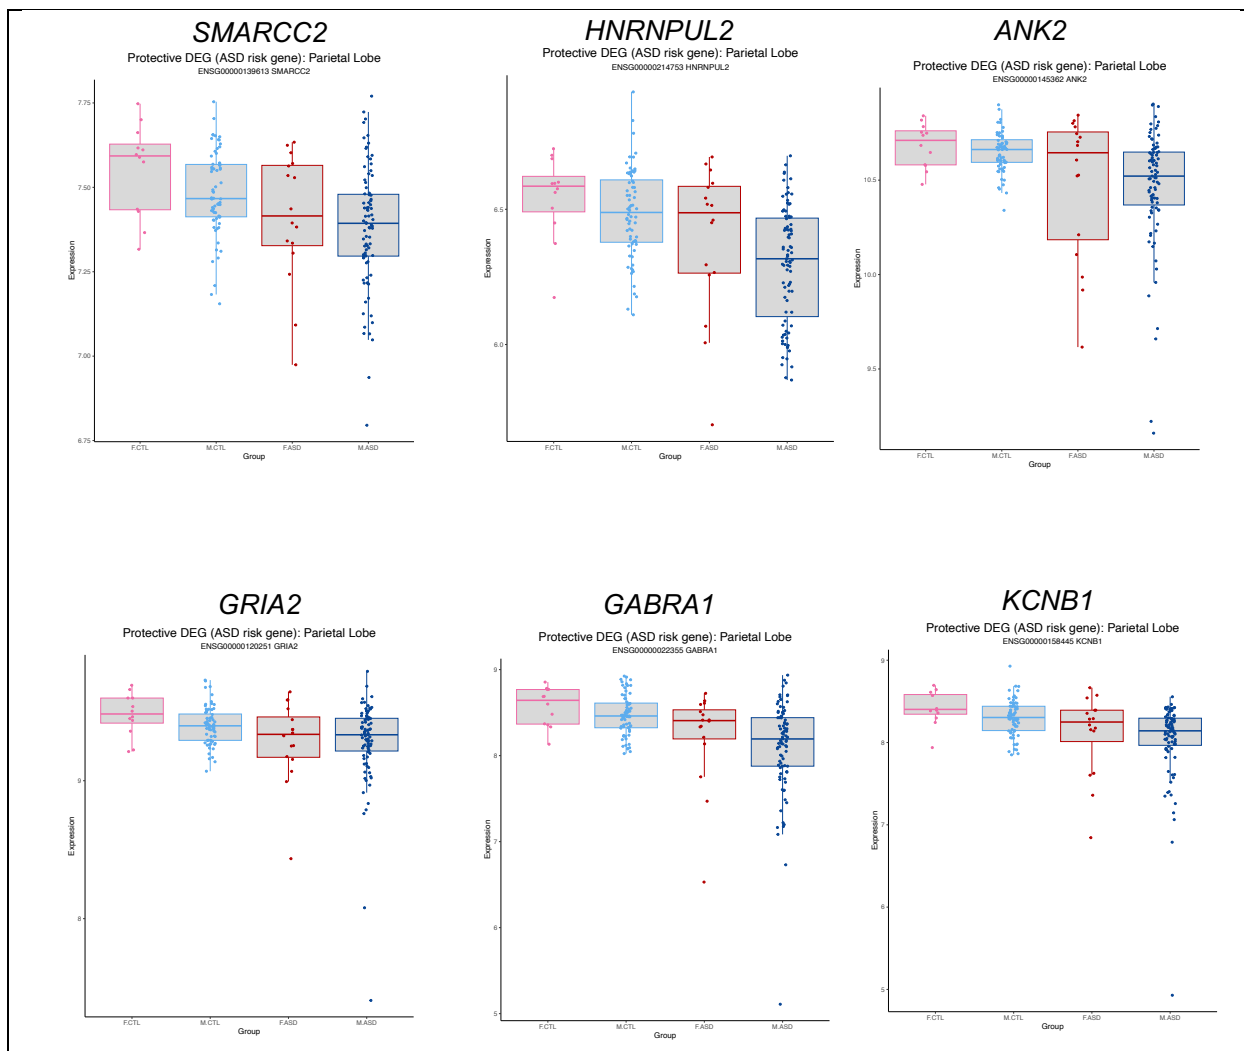 SMARCC2
Protective DEG (ASD risk gene): Parietal Lobe
ENSG00000139613 SMARCC2
7.75
7.50
7.25
7.00
6.75
Expression
F.CTL
M.CTL
F.ASD
M.ASD
Group
HNRNPUL2
Protective DEG (ASD risk gene): Parietal Lobe
ENSG00000214753 HNRNPUL2
6.5
6.0
Expression
F.CTL
M.CTL
F.ASD
M.ASD
Group
ANK2
Protective DEG (ASD risk gene): Parietal Lobe
ENSG00000145362 ANK2
10.5
10.0
9.5
Expression
F.CTL
M.CTL
F.ASD
M.ASD
Group
GRIA2
Protective DEG (ASD risk gene): Parietal Lobe
ENSG00000120251 GRIA2
9
8
Expression
F.CTL
M.CTL
F.ASD
M.ASD
Group
GABRA1
Protective DEG (ASD risk gene): Parietal Lobe
ENSG00000022355 GABRA1
9
8
7
6
5
Expression
F.CTL
M.CTL
F.ASD
M.ASD
Group
KCNB1
Protective DEG (ASD risk gene): Parietal Lobe
ENSG00000158445 KCNB1
9
8
7
6
5
Expression
F.CTL
M.CTL
F.ASD
M.ASD
Group